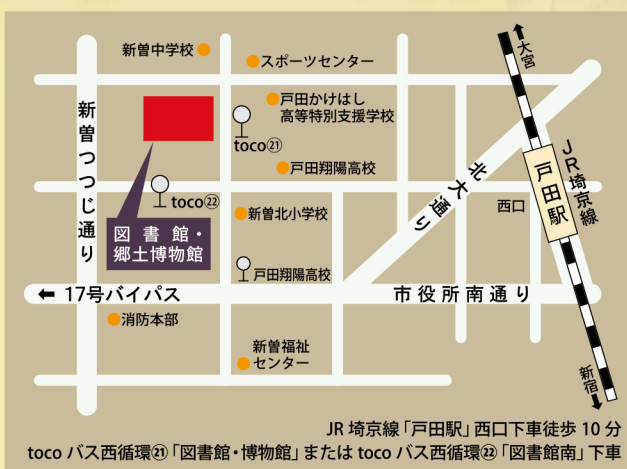 大宮
新曽中学校
スポーツセンター
新曽つつじ通り
戸田かけはし
高等特別支援学校
toco㉑
JR埼京線
戸田駅
戸田翔陽高校
北大通り
toco㉒
西口
新曽北小学校
図書館・
郷土博物館
戸田翔陽高校
← 17号バイパス
市役所南通り
消防本部
新曽福祉
センター
新宿
JR 埼京線「戸田駅」西口下車徒歩 10 分
toco バス西循環㉑「図書館・博物館」または toco バス西循環㉒「図書館南」下車